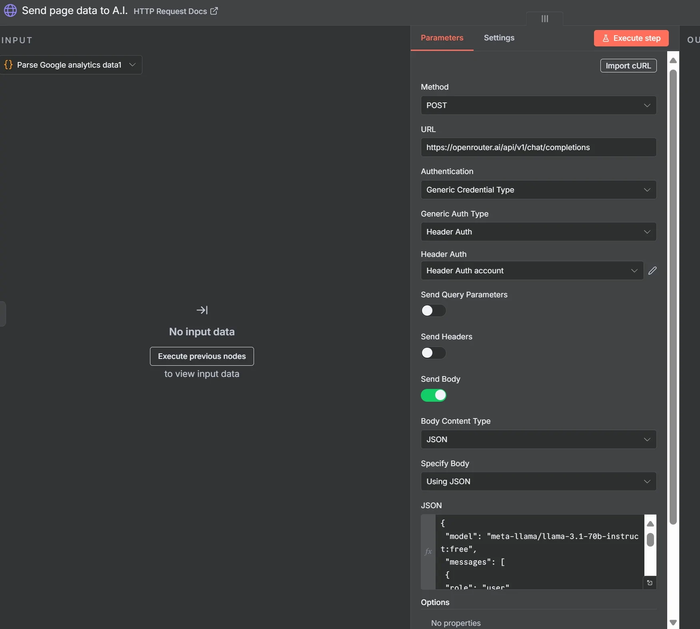 Send page data to A.I.
HTTP Request Docs
INPUT
Parse Google analytics data1
No input data
Execute previous nodes
to view input data
Parameters
Settings
Execute step
OU
Import cURL
Method
POST
URL
https://openrouter.ai/api/v1/chat/completions
Authentication
Generic Credential Type
Generic Auth Type
Header Auth
Header Auth
Header Auth account
Send Query Parameters
Send Headers
Send Body
Body Content Type
JSON
Specify Body
Using JSON
JSON
fx
{
"model": "meta-llama/llama-3.1-70b-instruc
t:free",
"messages": [
{
"role": "user"
Options
No properties